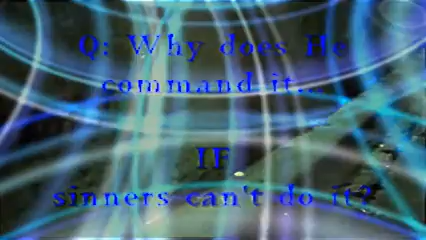 Q: Why does He
command it...
IF
sinners can't do it?